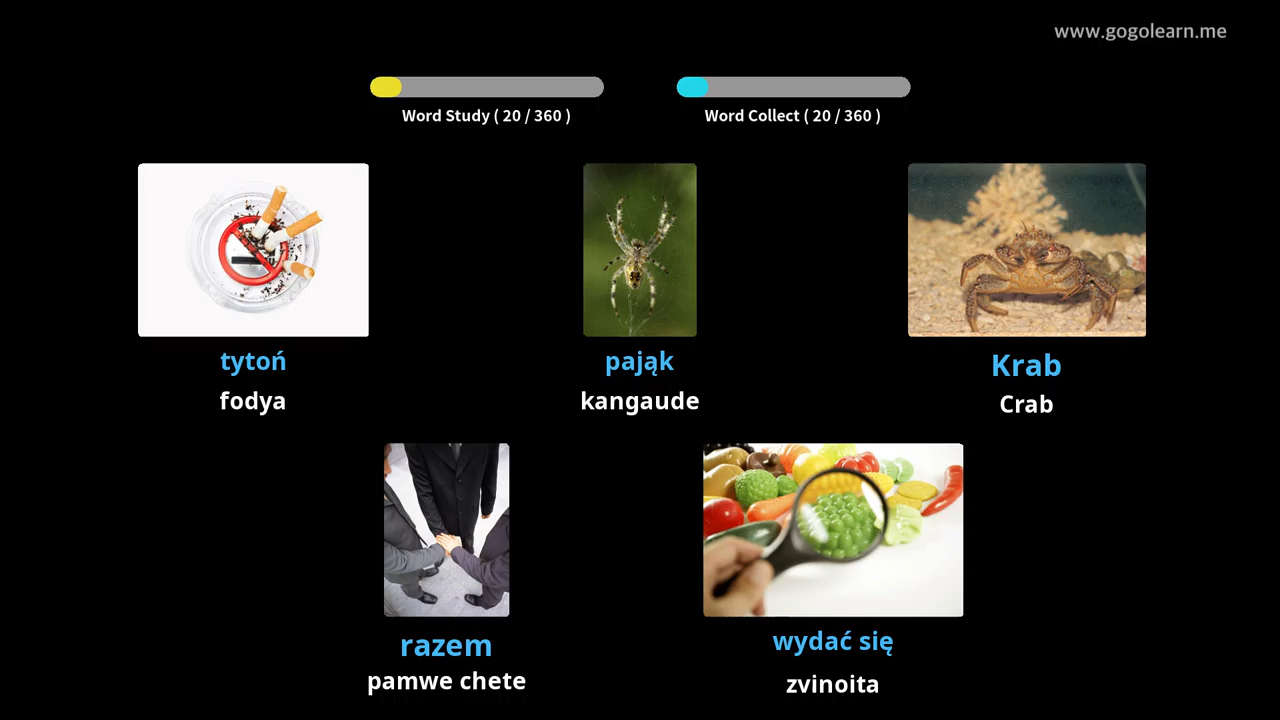 www.gogolearn.me
Word Study ( 20 / 360 )
Word Collect ( 20 / 360 )
tytoń
fodya
pająk
kangaude
Krab
Crab
razem
pamwe chete
wydać się
zvinoita